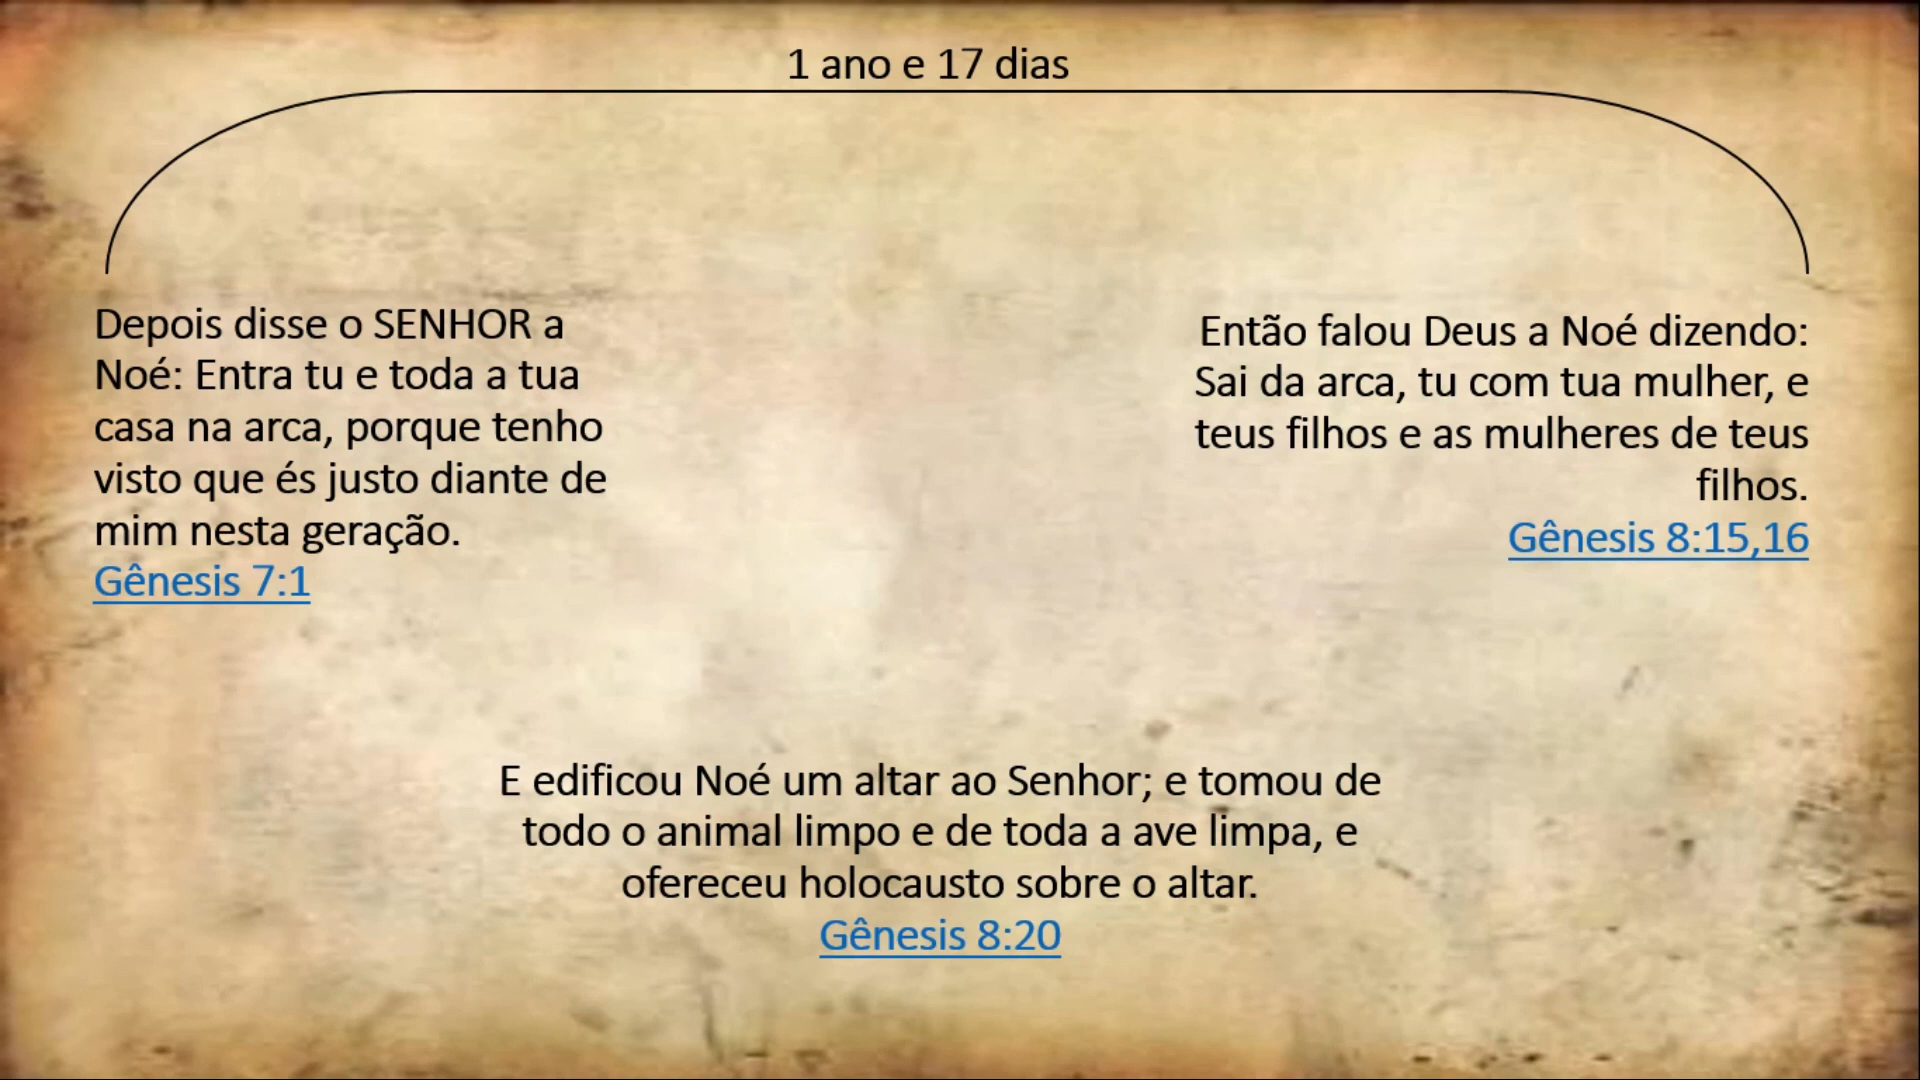 1 ano e 17 dias
Depois disse o SENHOR a
Noé: Entra tu e toda a tua
casa na arca, porque tenho
visto que és justo diante de
mim nesta geração.
Gênesis 7:1
Então falou Deus a Noé dizendo:
Sai da arca, tu com tua mulher, e
teus filhos e as mulheres de teus
filhos.
Gênesis 8:15,16
E edificou Noé um altar ao Senhor; e tomou de
todo o animal limpo e de toda a ave limpa, e
ofereceu holocausto sobre o altar.
Gênesis 8:20